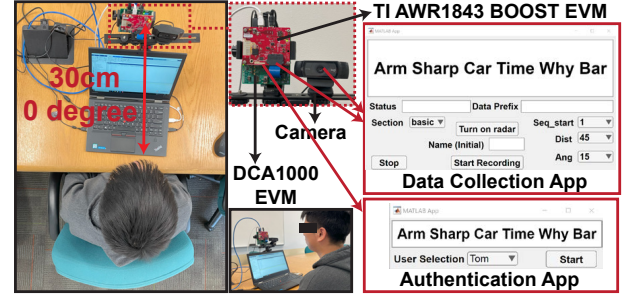 TI AWR1843 BOOST EVM
30cm
0 degree
Camera
DCA1000
EVM
MATLAB App
Arm Sharp Car Time Why Bar
Status
Data Prefix
Section basic Turn on radar Seq_start 1
Dist 45
Name (Initial)
Ang 15
Stop Start Recording
Data Collection App
MATLAB App
Arm Sharp Car Time Why Bar
User Selection Tom Start
Authentication App